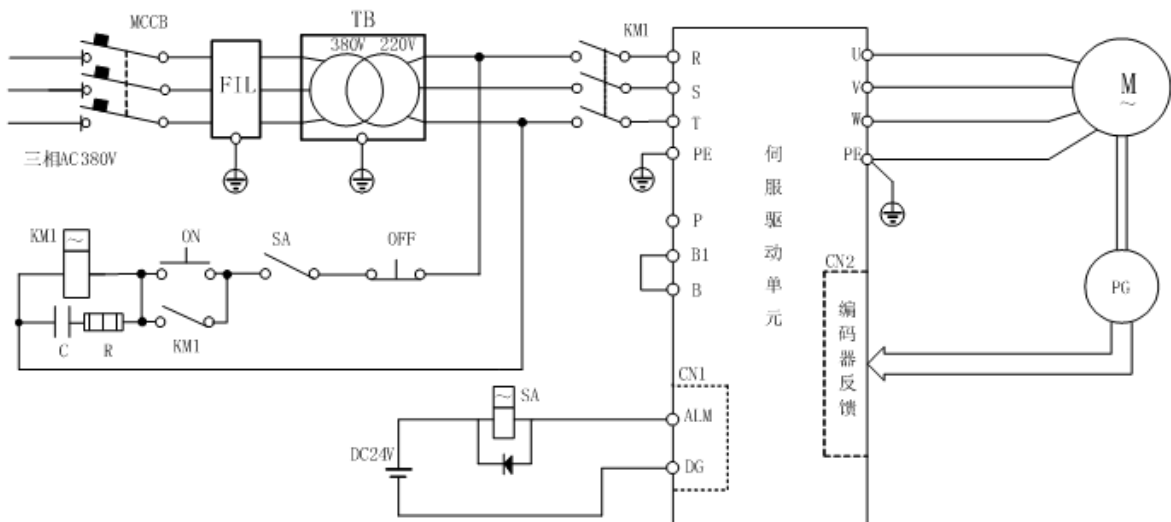 MCCB
TB
KM1
380V 220V
FIL
R
S
T
PE
U
V
W
PE
M
~
三相AC380V
伺服驱动单元
KM1
~
ON
SA
OFF
C
R
KM1
P
B1
B
CN2
编码器反馈
PG
CN1
~
SA
ALM
DC24V
DG